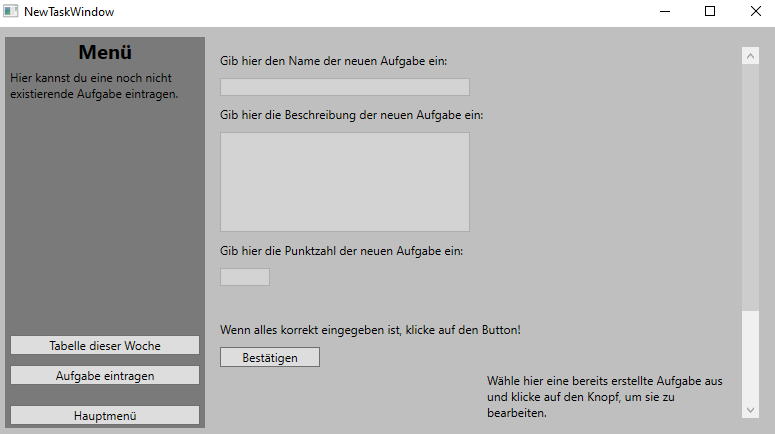 NewTaskWindow
Menü
Hier kannst du eine noch nicht
existierende Aufgabe eintragen.
Tabelle dieser Woche
Aufgabe eintragen
Hauptmenü
Gib hier den Name der neuen Aufgabe ein:
Gib hier die Beschreibung der neuen Aufgabe ein:
Gib hier die Punktzahl der neuen Aufgabe ein:
Wenn alles korrekt eingegeben ist, klicke auf den Button!
Bestätigen
Wähle hier eine bereits erstellte Aufgabe aus
und klicke auf den Knopf, um sie zu
bearbeiten.